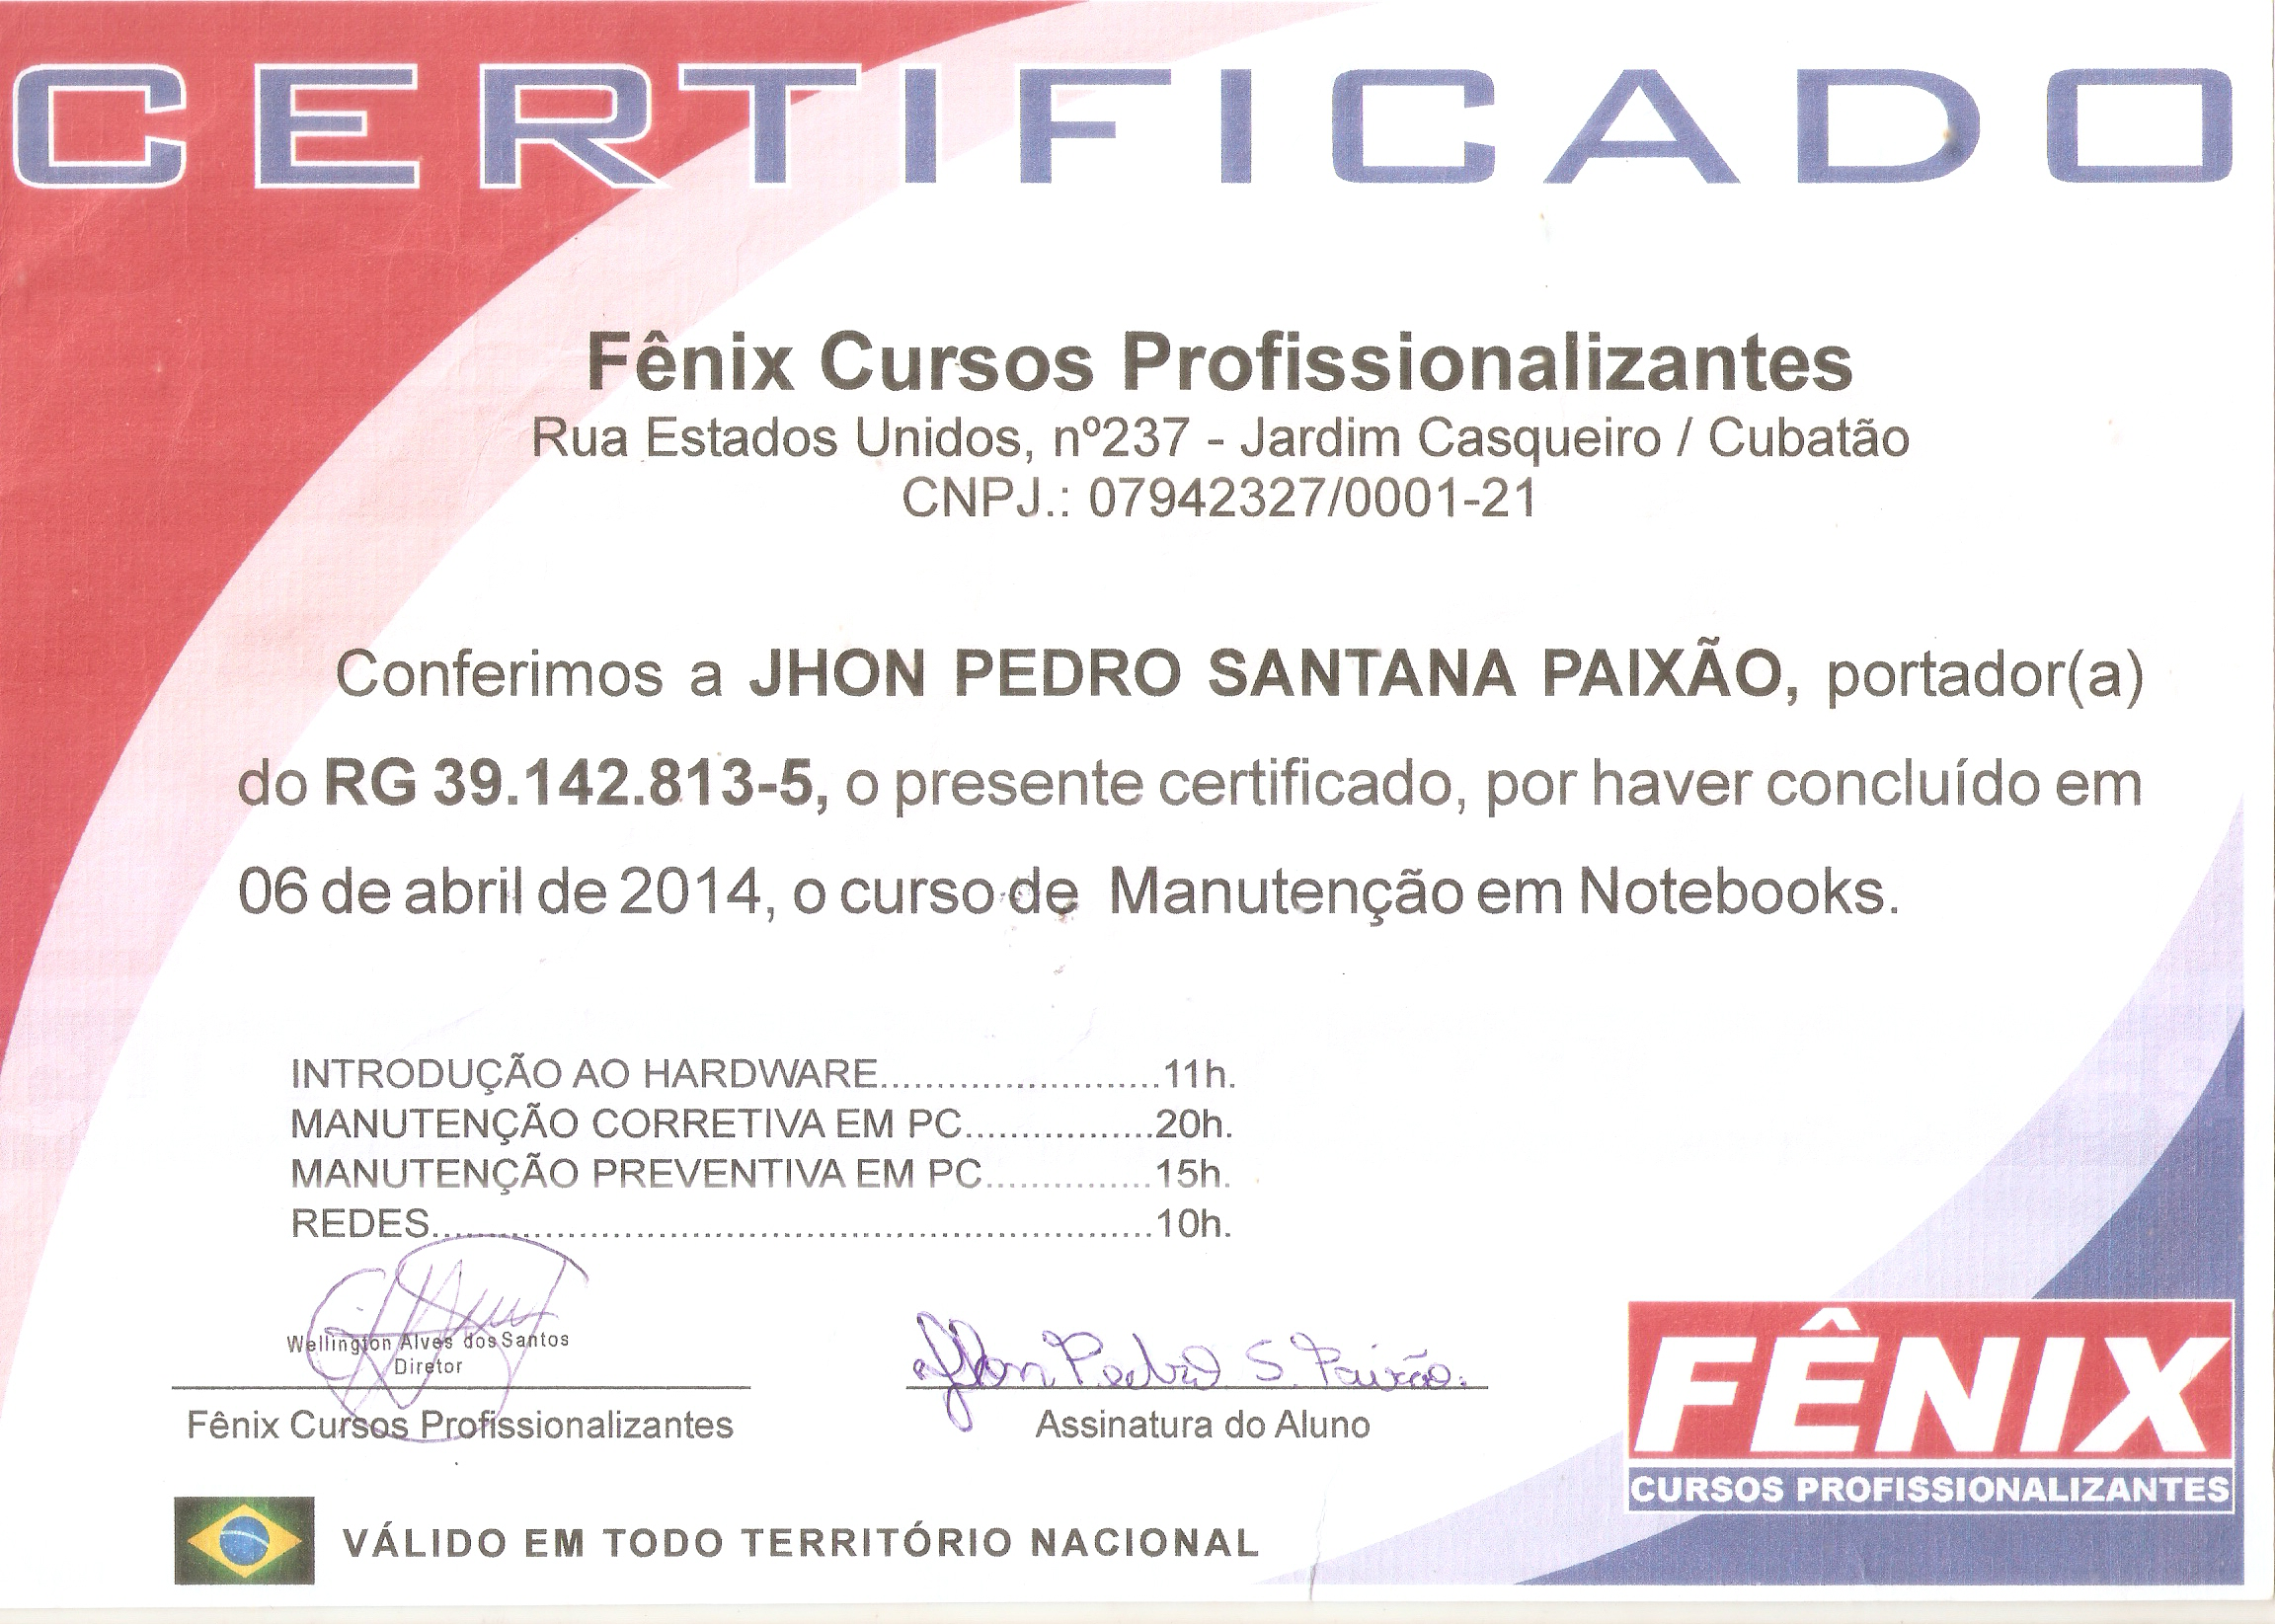 CERTIFICADO
Fênix Cursos Profissionalizantes
Rua Estados Unidos, nº237 - Jardim Casqueiro / Cubatão
CNPJ.: 07942327/0001-21
Conferimos a JHON PEDRO SANTANA PAIXÃO, portador(a)
do RG 39.142.813-5, o presente certificado, por haver concluído em
06 de abril de 2014, o curso de Manutenção em Notebooks.
INTRODUÇÃO AO HARDWARE.........................11h.
MANUTENÇÃO CORRETIVA EM PC.................20h.
MANUTENÇÃO PREVENTIVA EM PC...............15h.
REDES.................................................................10h.
Wellington Alves dos Santos
Diretor
Fênix Cursos Profissionalizantes
Jhon Pedro S. Paixão.
Assinatura do Aluno
FÊNIX
CURSOS PROFISSIONALIZANTES
VÁLIDO EM TODO TERRITÓRIO NACIONAL